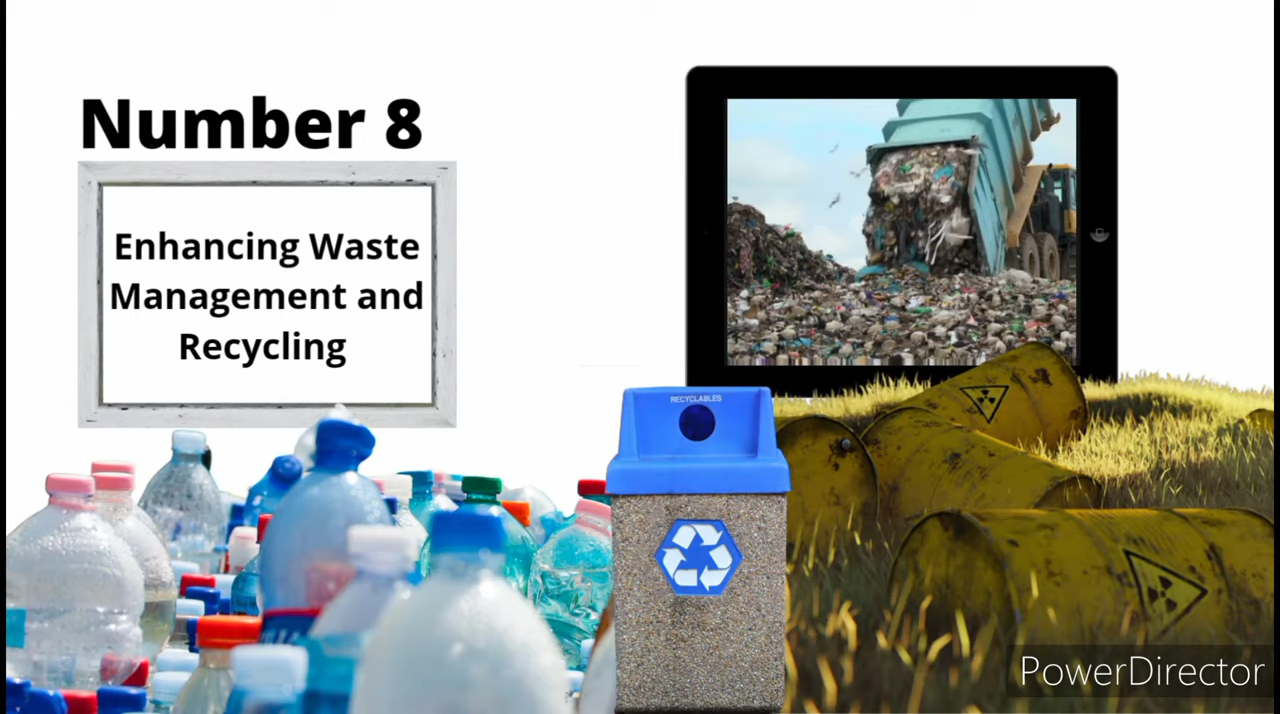 Number 8
Enhancing Waste
Management and
Recycling
RECYCLABLES
PowerDirector